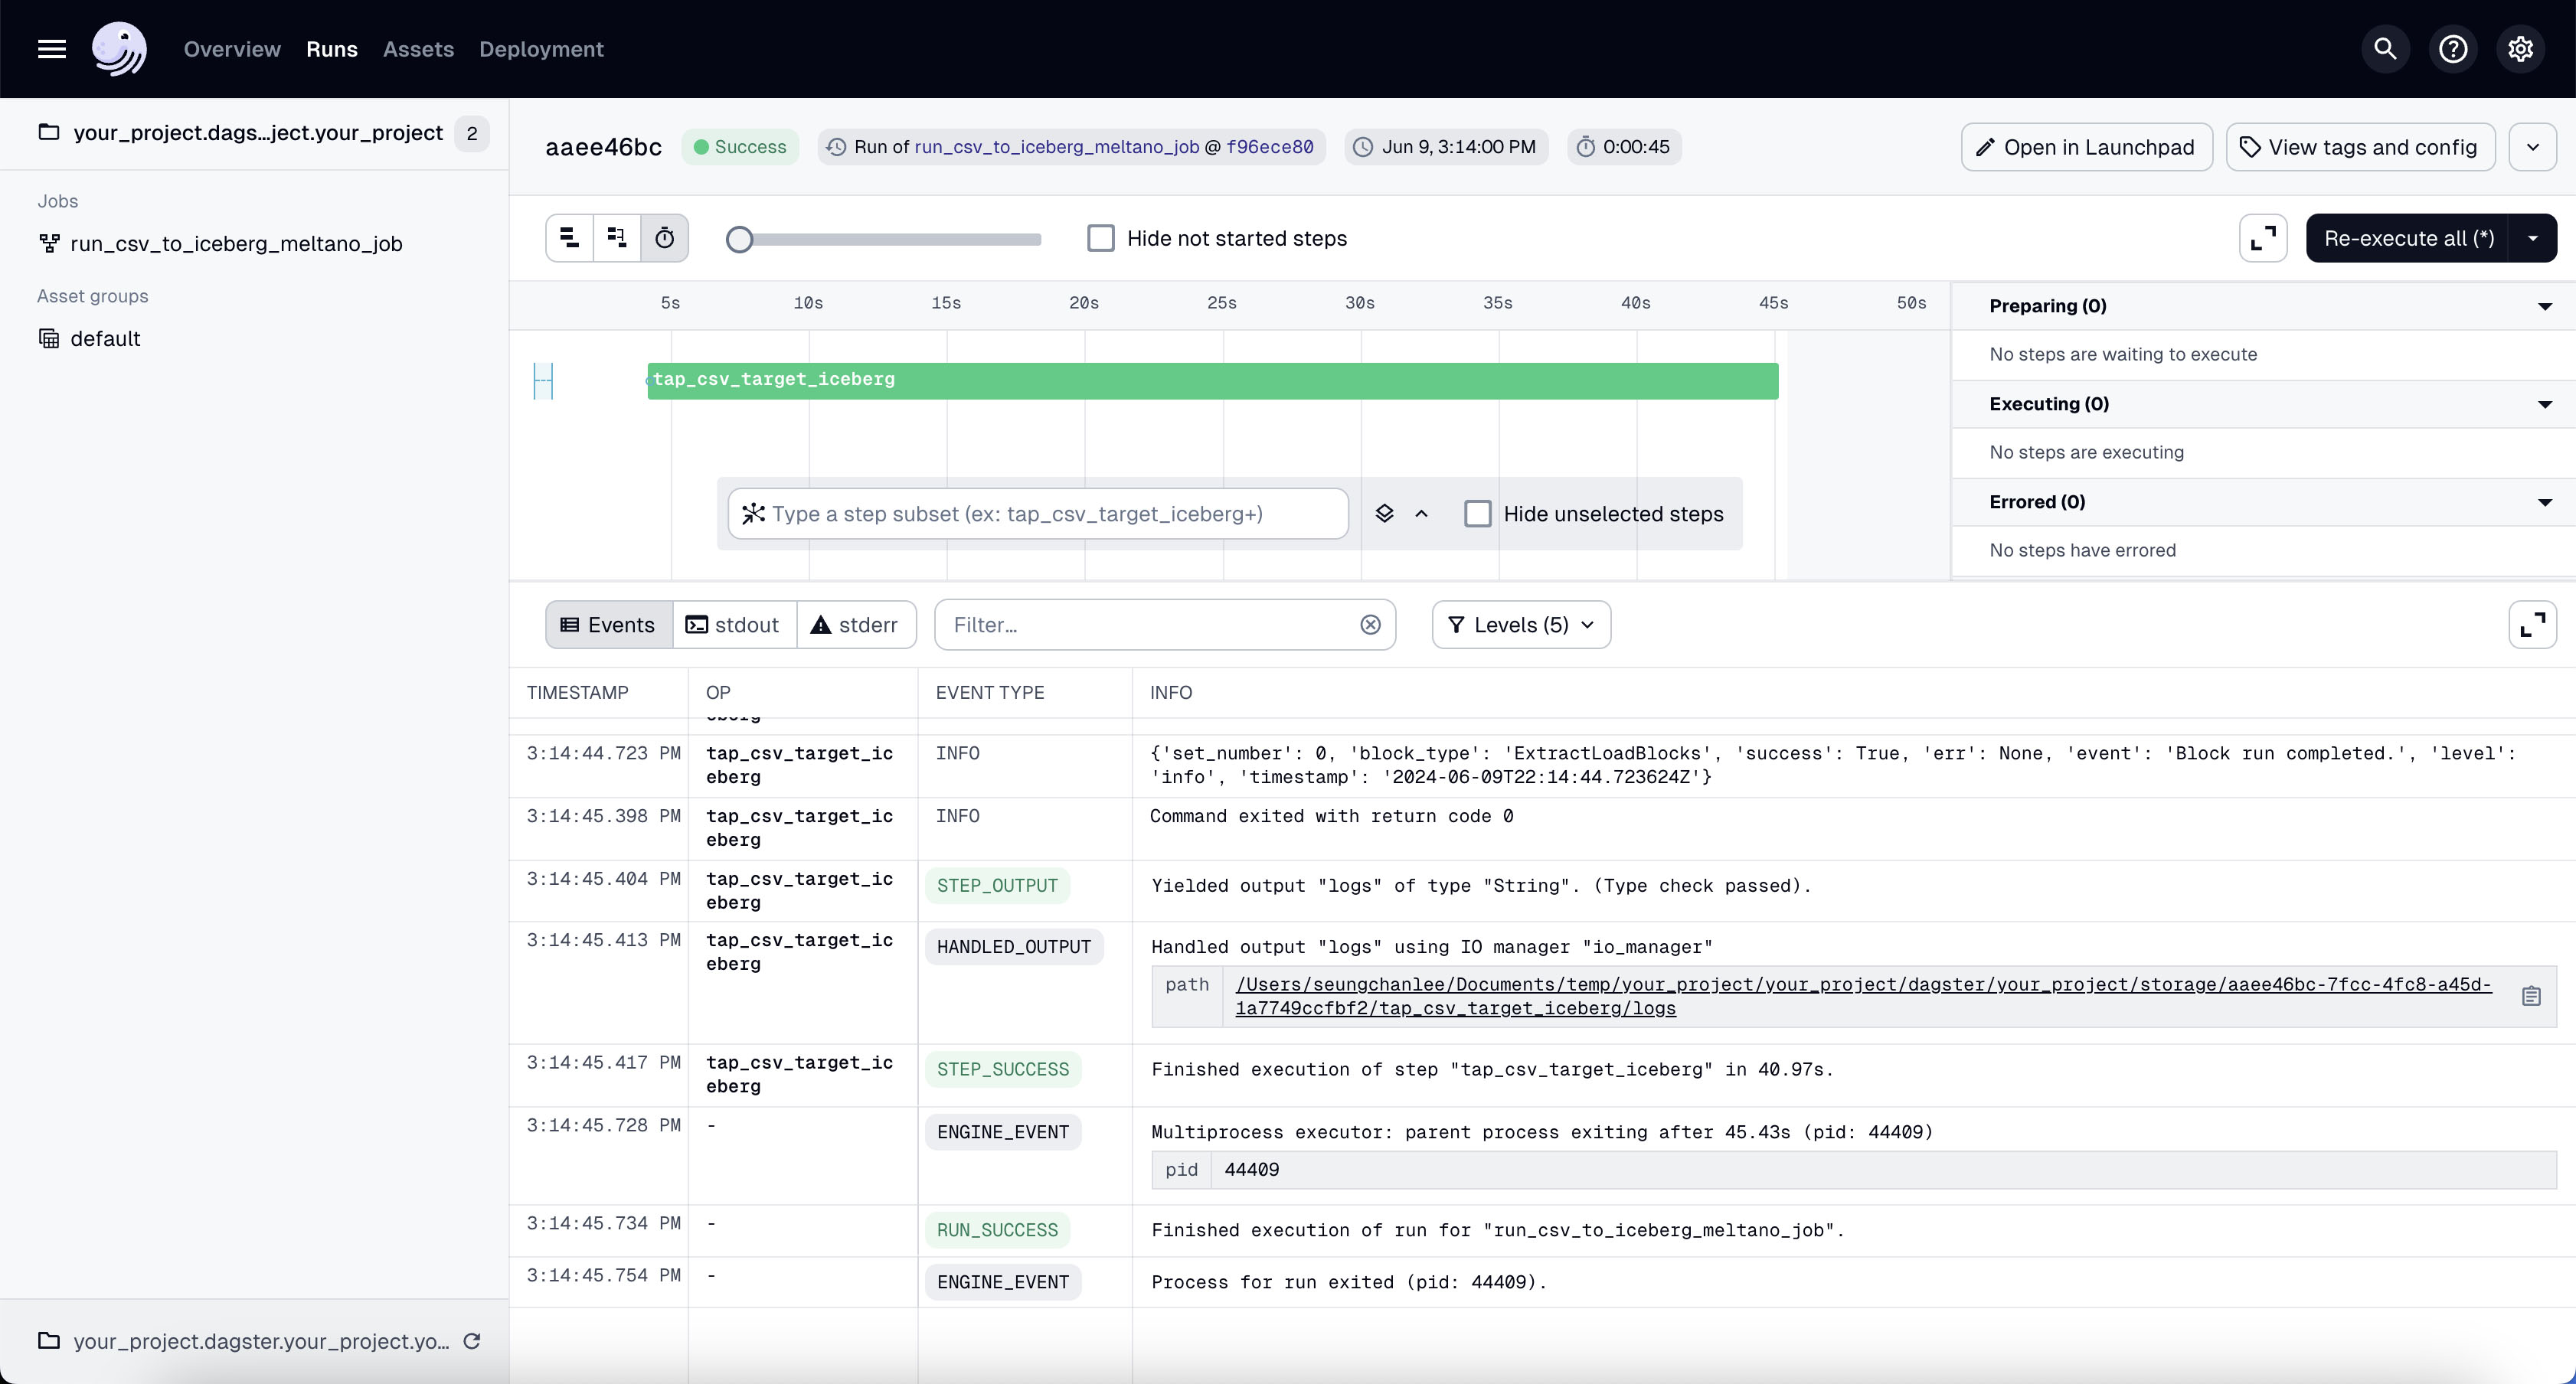 Overview Runs Assets Deployment
your_project.dags...ject.your_project 2
Jobs
run_csv_to_iceberg_meltano_job
Asset groups
default
your_project.dagster.your_project.yo...
aaee46bc Success Run of run_csv_to_iceberg_meltano_job @ f96ece80 Jun 9, 3:14:00 PM 0:00:45 Open in Launchpad View tags and config
Hide not started steps Re-execute all (*)
5s 10s 15s 20s 25s 30s 35s 40s 45s 50s
tap_csv_target_iceberg
Type a step subset (ex: tap_csv_target_iceberg+) Hide unselected steps
Preparing (0)
No steps are waiting to execute
Executing (0)
No steps are executing
Errored (0)
No steps have errored
Events stdout stderr Filter... Levels (5)
TIMESTAMP OP EVENT TYPE INFO
eberg
3:14:44.723 PM tap_csv_target_ic INFO {'set_number': 0, 'block_type': 'ExtractLoadBlocks', 'success': True, 'err': None, 'event': 'Block run completed.', 'level':
eberg 'info', 'timestamp': '2024-06-09T22:14:44.723624Z'}
3:14:45.398 PM tap_csv_target_ic INFO Command exited with return code 0
eberg
3:14:45.404 PM tap_csv_target_ic STEP_OUTPUT Yielded output "logs" of type "String". (Type check passed).
eberg
3:14:45.413 PM tap_csv_target_ic HANDLED_OUTPUT Handled output "logs" using IO manager "io_manager"
eberg
path /Users/seungchanlee/Documents/temp/your_project/your_project/dagster/your_project/storage/aaee46bc-7fcc-4fc8-a45d-
1a7749ccfbf2/tap_csv_target_iceberg/logs
3:14:45.417 PM tap_csv_target_ic STEP_SUCCESS Finished execution of step "tap_csv_target_iceberg" in 40.97s.
eberg
3:14:45.728 PM - ENGINE_EVENT Multiprocess executor: parent process exiting after 45.43s (pid: 44409)
pid 44409
3:14:45.734 PM - RUN_SUCCESS Finished execution of run for "run_csv_to_iceberg_meltano_job".
3:14:45.754 PM - ENGINE_EVENT Process for run exited (pid: 44409).